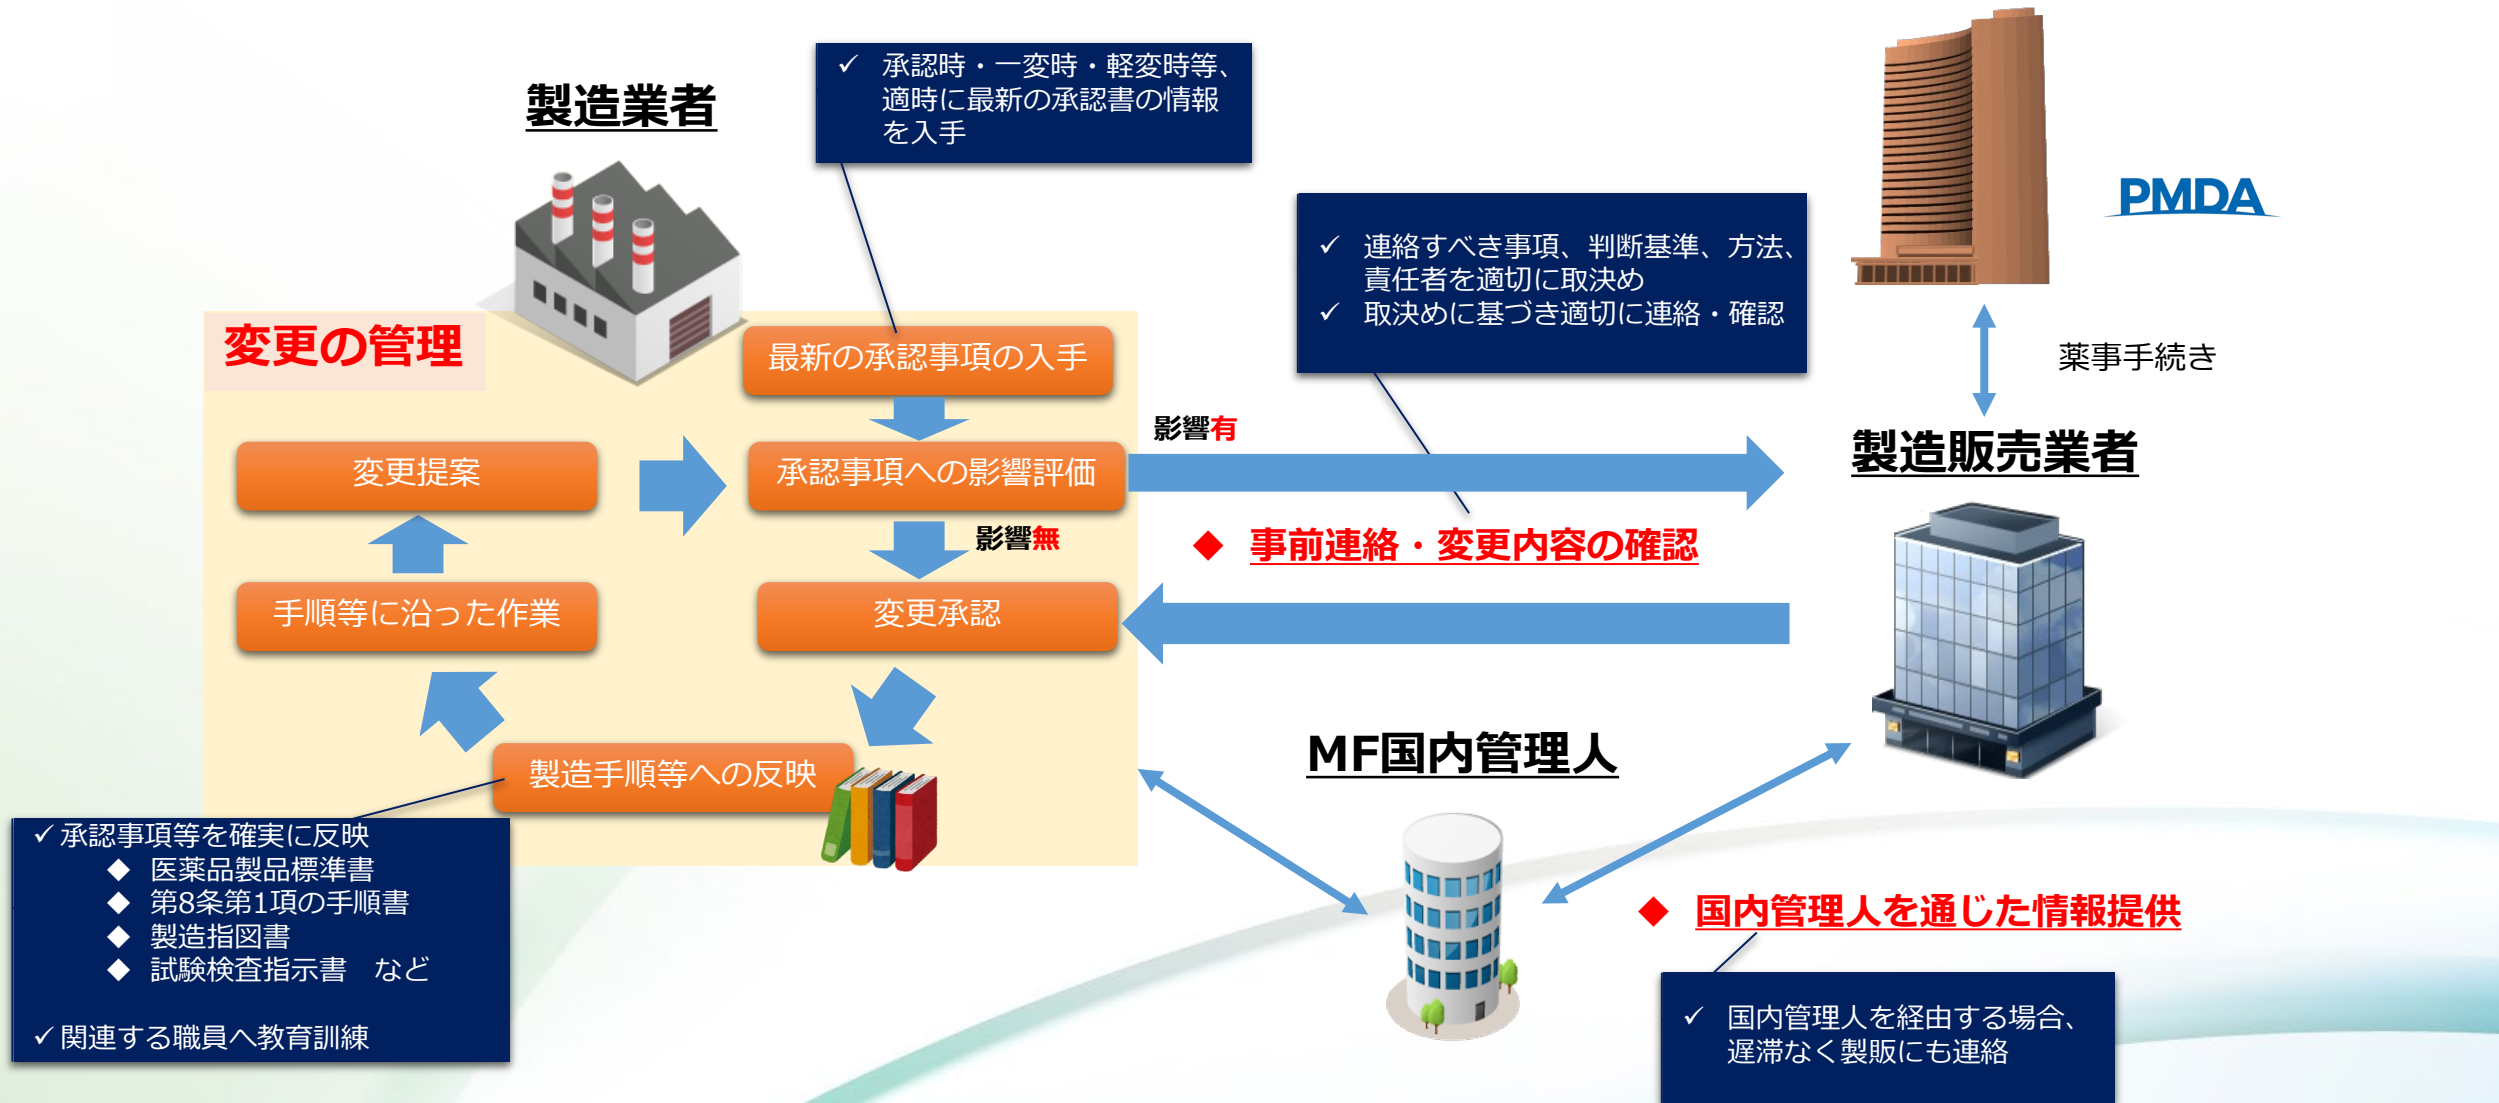 製造業者
✓ 承認時・一変時・軽変時等、
適時に最新の承認書の情報
を入手
PMDA
✓ 連絡すべき事項、判断基準、方法、
責任者を適切に取決め
✓ 取決めに基づき適切に連絡・確認
変更の管理
最新の承認事項の入手
薬事手続き
影響有
製造販売業者
変更提案
承認事項への影響評価
影響無
◆ 事前連絡・変更内容の確認
手順等に沿った作業
変更承認
MF国内管理人
製造手順等への反映
✓承認事項等を確実に反映
◆ 医薬品製品標準書
◆ 第8条第1項の手順書
◆ 製造指図書
◆ 試験検査指示書　など
✓関連する職員へ教育訓練
◆ 国内管理人を通じた情報提供
✓ 国内管理人を経由する場合、
遅滞なく製販にも連絡